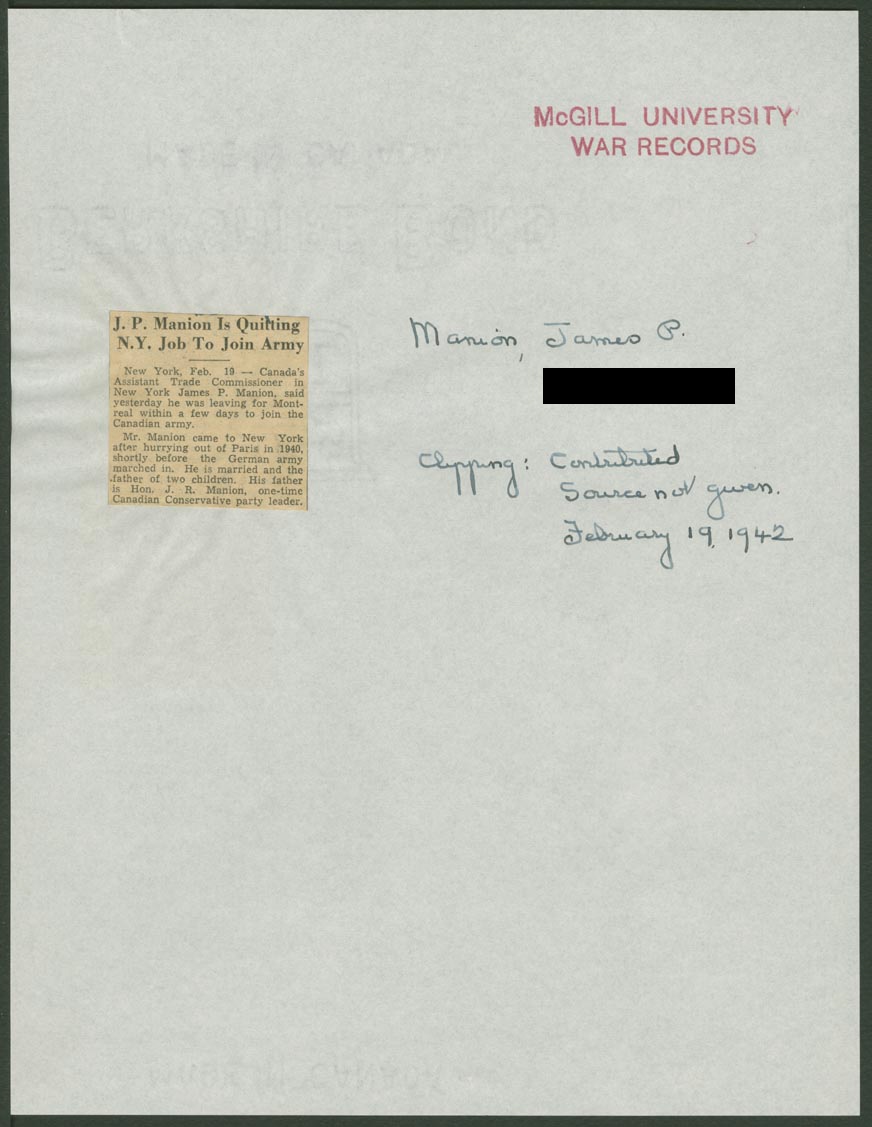 McGILL UNIVERSITY
WAR RECORDS
J. P. Manion Is Quitting
N.Y. Job To Join Army
New York, Feb. 19 — Canada's
Assistant Trade Commissioner in
New York James P. Manion, said
yesterday he was leaving for Mont-
real within a few days to join the
Canadian army.
Mr. Manion came to New York
after hurrying out of Paris in 1940,
shortly before the German army
marched in. He is married and the
father of two children. His father
is Hon. J. R. Manion, one-time
Canadian Conservative party leader.
Manion, James P.
Clipping: Contributed
Source not given.
February 19, 1942